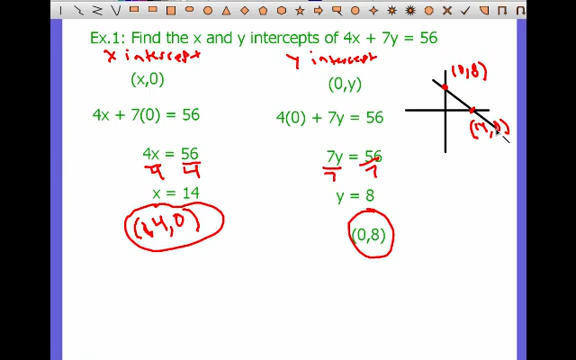 Ex.1: Find the x and y intercepts of 4x + 7y = 56
x intercept
(x,0)
4x + 7(0) = 56
4x = 56
4 4
x = 14
(14,0)
y intercept
(0,y)
4(0) + 7y = 56
7y = 56
7 7
y = 8
(0,8)
(0,8)
(14,0)